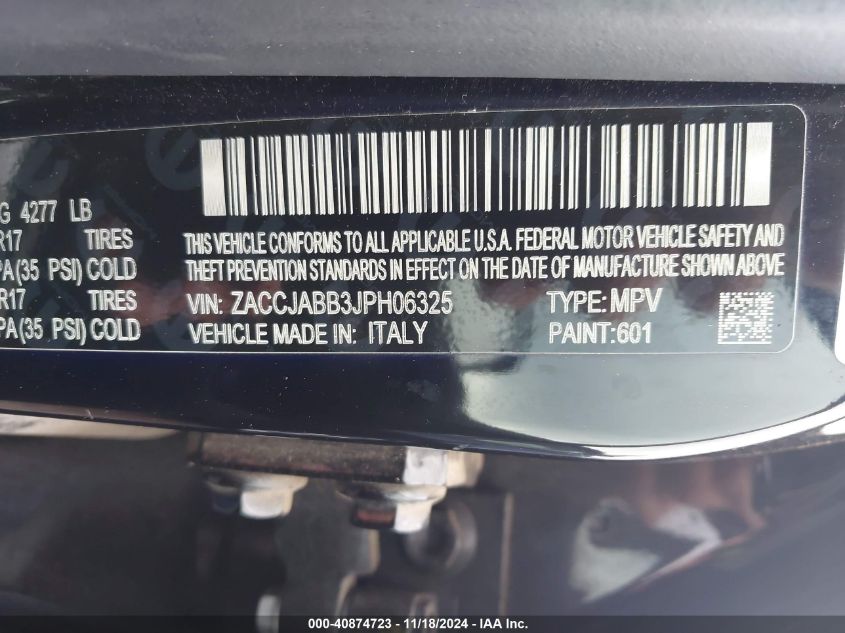 G 4277 LB
R17 TIRES
PA(35 PSI) COLD
R17 TIRES
PA(35 PSI) COLD
THIS VEHICLE CONFORMS TO ALL APPLICABLE U.S.A. FEDERAL MOTOR VEHICLE SAFETY AND
THEFT PREVENTION STANDARDS IN EFFECT ON THE DATE OF MANUFACTURE SHOWN ABOVE
VIN: ZACCJABB3JPH06325 TYPE: MPV
VEHICLE MADE IN: ITALY PAINT:601
000-40874723 - 11/18/2024 - IAA Inc.